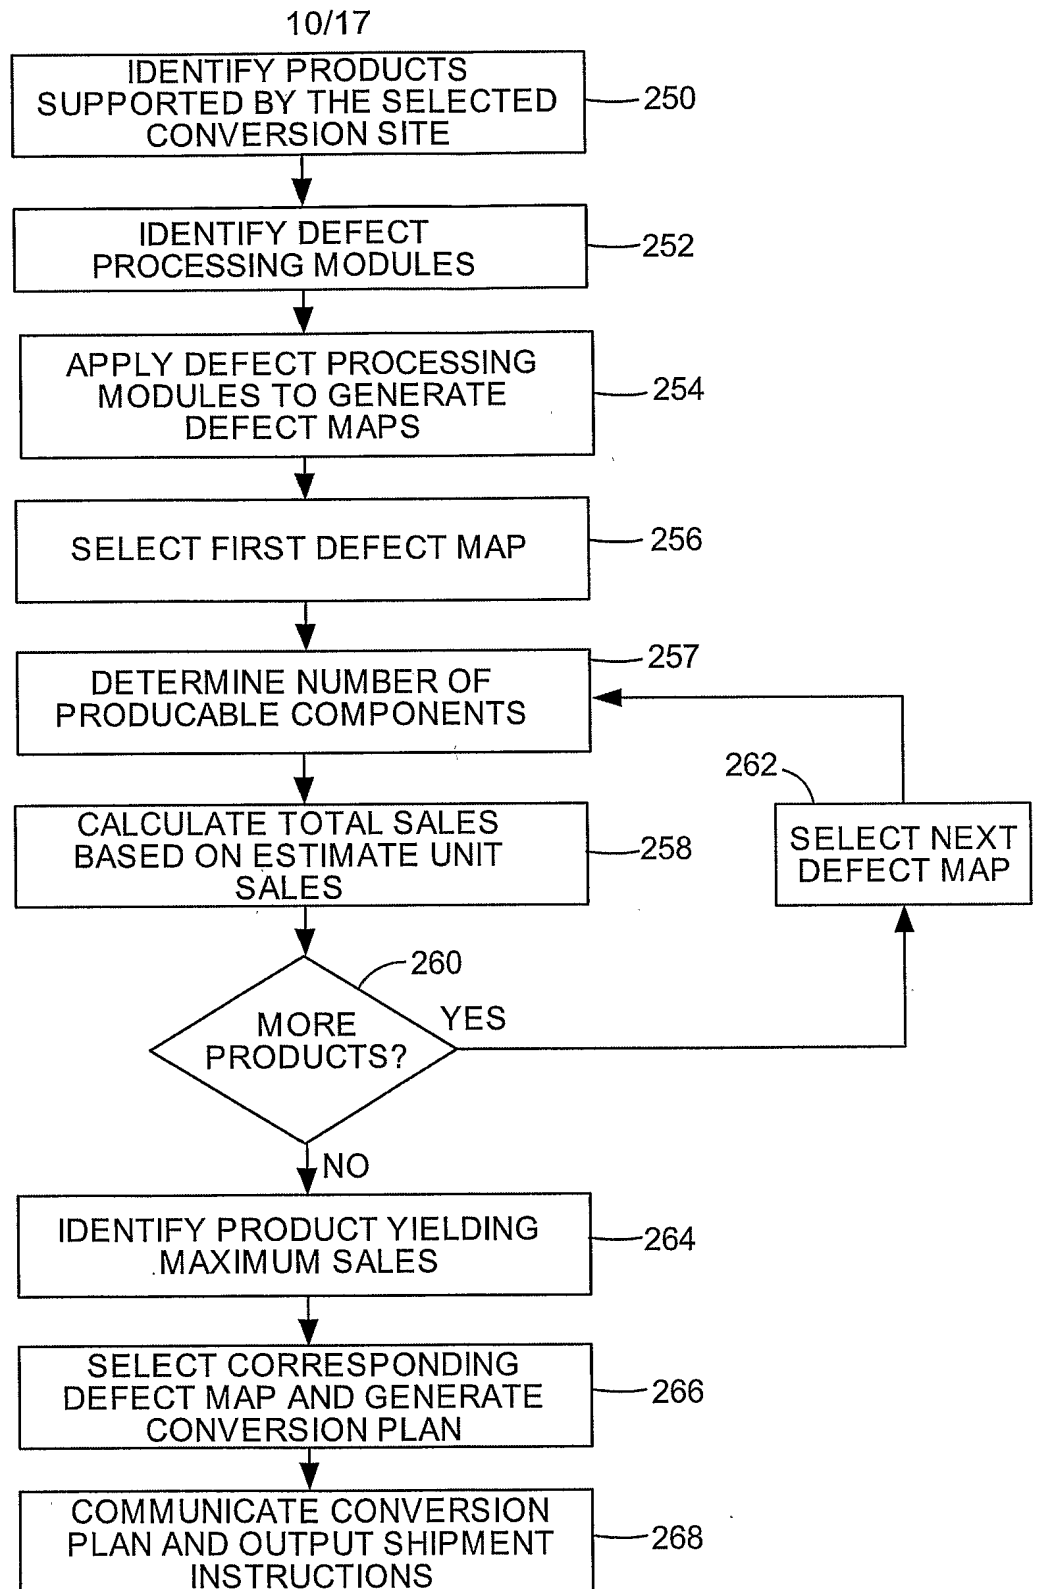 10/17
IDENTIFY PRODUCTS
SUPPORTED BY THE SELECTED
CONVERSION SITE
250
IDENTIFY DEFECT
PROCESSING MODULES
252
APPLY DEFECT PROCESSING
MODULES TO GENERATE
DEFECT MAPS
254
SELECT FIRST DEFECT MAP
256
DETERMINE NUMBER OF
PRODUCABLE COMPONENTS
257
CALCULATE TOTAL SALES
BASED ON ESTIMATE UNIT
SALES
258
262
SELECT NEXT
DEFECT MAP
MORE
PRODUCTS?
260
YES
NO
IDENTIFY PRODUCT YIELDING
MAXIMUM SALES
264
SELECT CORRESPONDING
DEFECT MAP AND GENERATE
CONVERSION PLAN
266
COMMUNICATE CONVERSION
PLAN AND OUTPUT SHIPMENT
INSTRUCTIONS
268